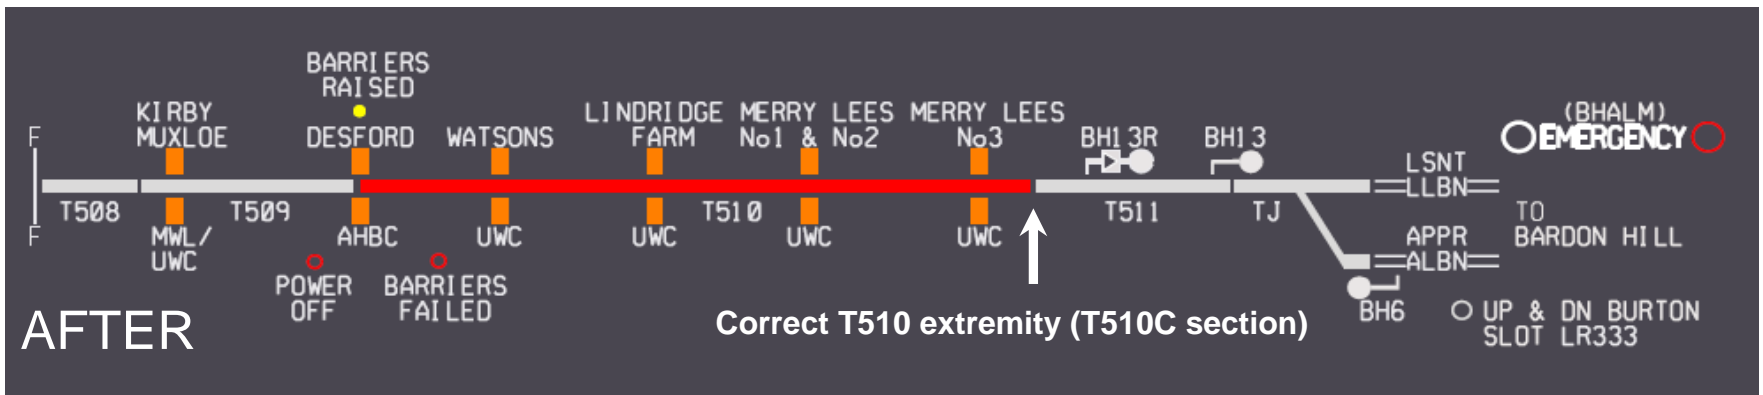 BARRIERS
RAISED
KIRBY
MUXLOE
DESFORD
WATSONS
LINDRIDGE
FARM
MERRY LEES
No1 & No2
MERRY LEES
No3
BH13R
BH13
(BHALM)
EMERGENCY
F
F
T508
T509
T510
T511
TJ
LSNT
LLBN
TO
BARDON HILL
APPR
ALBN
MWL/
UWC
AHBC
UWC
UWC
UWC
UWC
POWER
OFF
BARRIERS
FAILED
BH6
UP & DN BURTON
SLOT LR333
AFTER
Correct T510 extremity (T510C section)